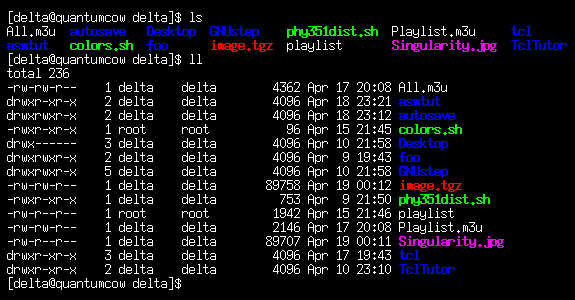 [delta@quantumcow delta]$ ls
All.m3u  autosave  Desktop  GNUstep    phy351dist.sh  Playlist.m3u     tcl
asmtut   colors.sh  foo      image.tgz  playlist       Singularity.jpg  TclTutor
[delta@quantumcow delta]$ ll
total 236
-rw-rw-r--    1 delta    delta        4362 Apr 17 20:08 All.m3u
drwxr-xr-x    2 delta    delta        4096 Apr 18 23:21 asmtut
drwxrwxr-x    2 delta    delta        4096 Apr 18 23:12 autosave
-rwxr-xr-x    1 root     root           96 Apr 15 21:45 colors.sh
drwx------    3 delta    delta        4096 Apr 10 21:58 Desktop
drwxrwxr-x    2 delta    delta        4096 Apr  9 19:43 foo
drwxrwxr-x    5 delta    delta        4096 Apr 10 21:58 GNUstep
-rw-rw-r--    1 delta    delta       89758 Apr 19 00:12 image.tgz
-rwxr-xr-x    1 delta    delta         753 Apr  9 21:50 phy351dist.sh
-rw-r--r--    1 root     root         1942 Apr 15 21:46 playlist
-rw-rw-r--    1 delta    delta        2146 Apr 17 20:08 Playlist.m3u
-rw-rw-r--    1 delta    delta       89707 Apr 19 00:11 Singularity.jpg
drwxr-xr-x    3 delta    delta        4096 Apr 17 19:43 tcl
drwxr-xr-x    2 delta    delta        4096 Apr 10 23:10 TclTutor
[delta@quantumcow delta]$